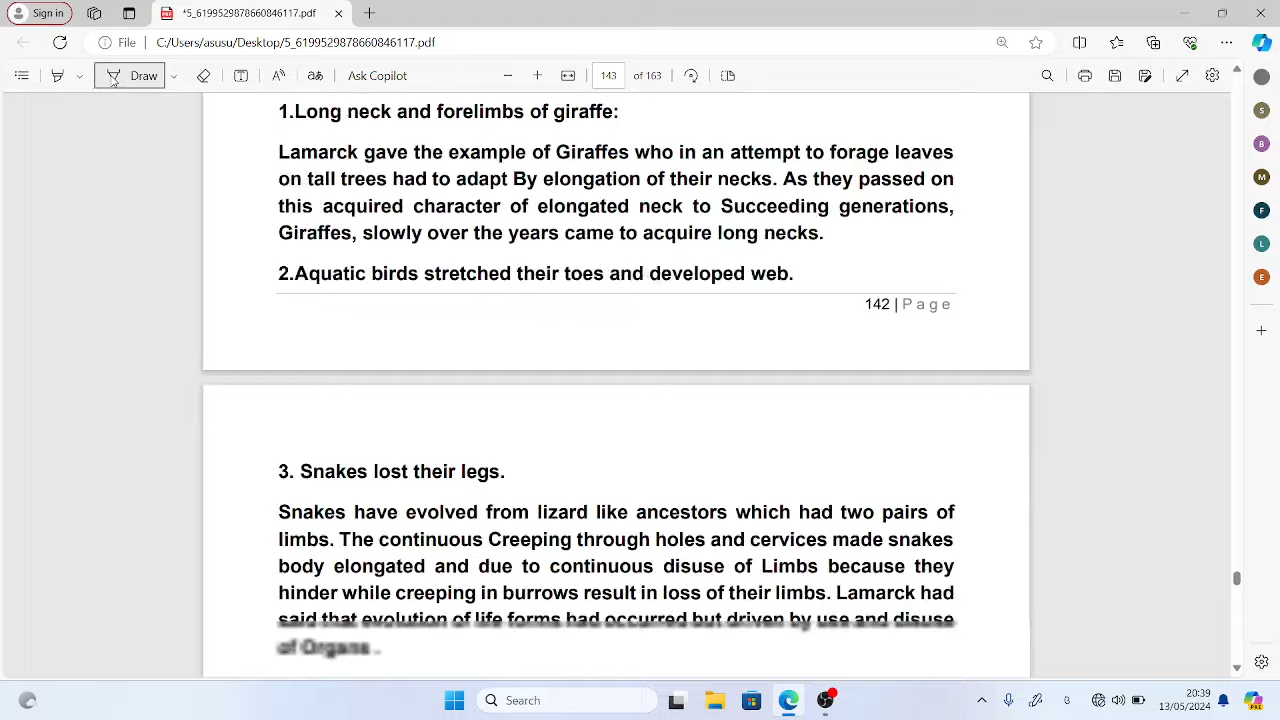 Sign in
*5_6199529878660846117.pdf
File
C:/Users/asusu/Desktop/5_6199529878660846117.pdf
Draw
Ask Copilot
143
of 163
1.Long neck and forelimbs of giraffe:
Lamarck gave the example of Giraffes who in an attempt to forage leaves
on tall trees had to adapt By elongation of their necks. As they passed on
this acquired character of elongated neck to Succeeding generations,
Giraffes, slowly over the years came to acquire long necks.
2.Aquatic birds stretched their toes and developed web.
142 | P a g e
3. Snakes lost their legs.
Snakes have evolved from lizard like ancestors which had two pairs of
limbs. The continuous Creeping through holes and cervices made snakes
body elongated and due to continuous disuse of Limbs because they
hinder while creeping in burrows result in loss of their limbs. Lamarck had
said that evolution of life forms had occurred but driven by use and disuse
of Organs .
S
B
M
F
L
E
Search
20:39
13/05/2024